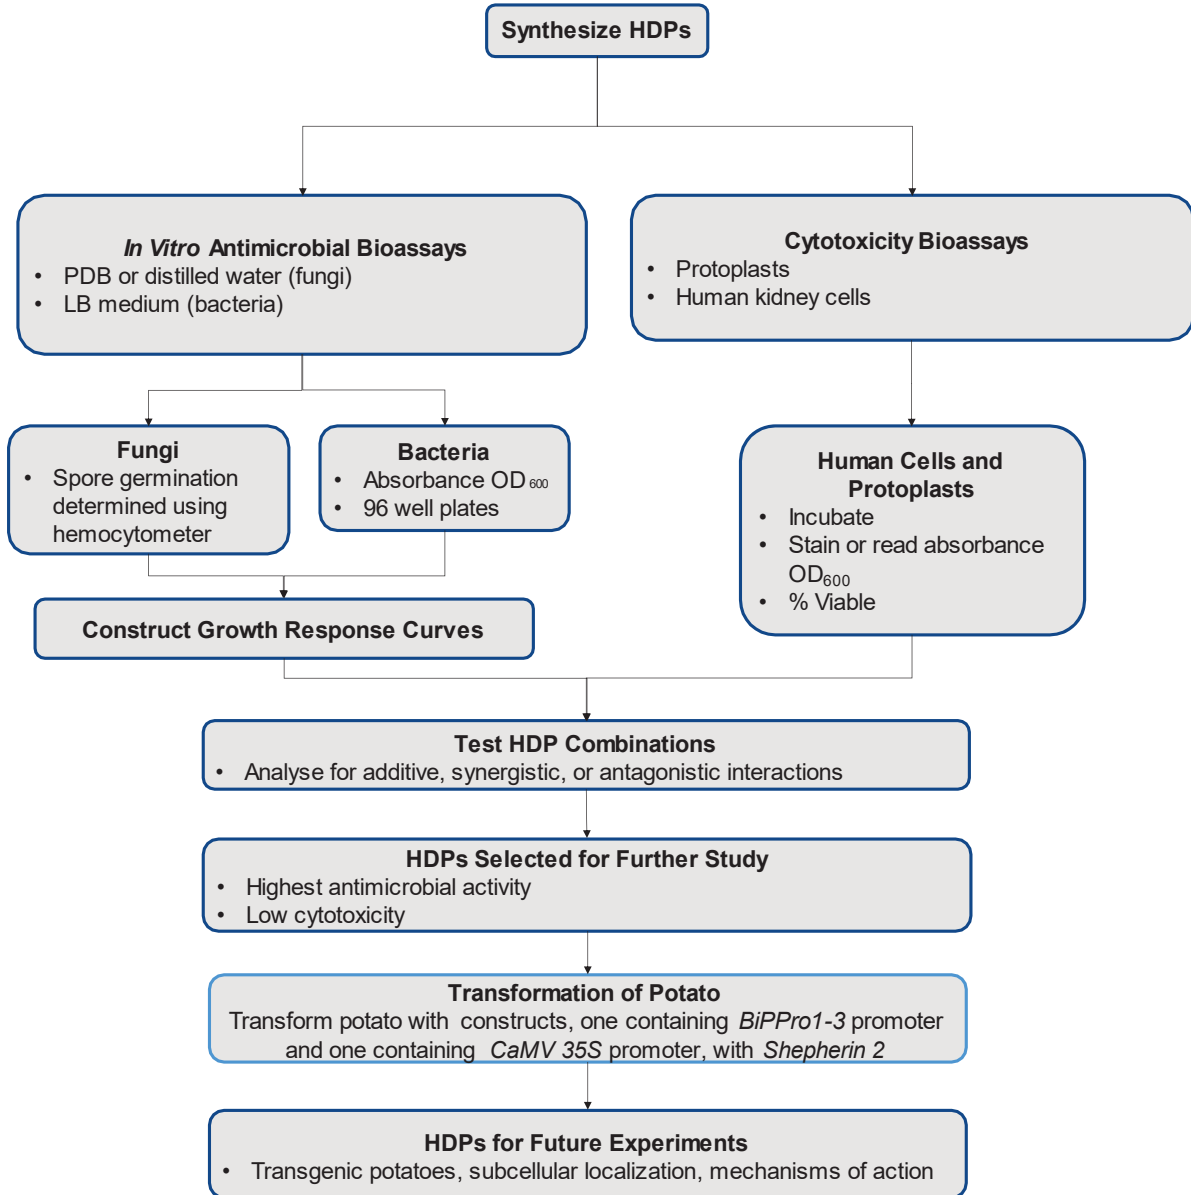 Synthesize HDPs
In Vitro Antimicrobial Bioassays
• PDB or distilled water (fungi)
• LB medium (bacteria)
Cytotoxicity Bioassays
• Protoplasts
• Human kidney cells
Fungi
• Spore germination
determined using
hemocytometer
Bacteria
• Absorbance OD600
• 96 well plates
Human Cells and
Protoplasts
• Incubate
• Stain or read absorbance
OD600
• % Viable
Construct Growth Response Curves
Test HDP Combinations
• Analyse for additive, synergistic, or antagonistic interactions
HDPs Selected for Further Study
• Highest antimicrobial activity
• Low cytotoxicity
Transformation of Potato
Transform potato with constructs, one containing BiPPro1-3 promoter
and one containing CaMV 35S promoter, with Shepherin 2
HDPs for Future Experiments
• Transgenic potatoes, subcellular localization, mechanisms of action